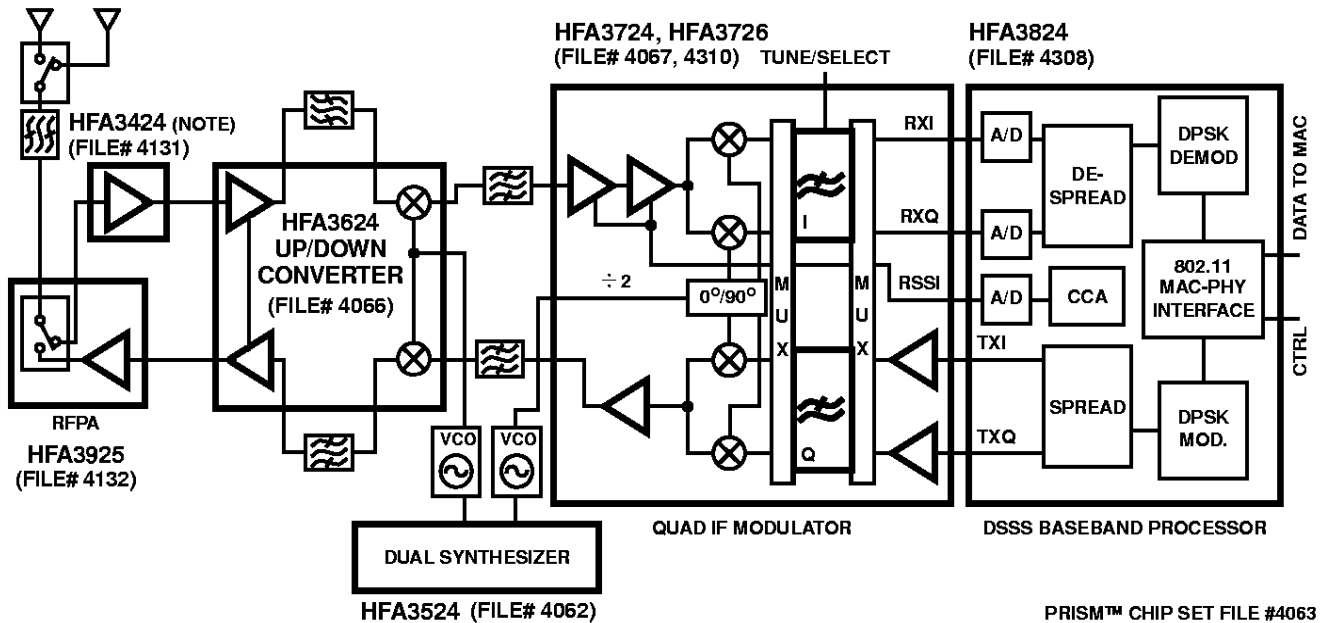 HFA3724, HFA3726
(FILE# 4067, 4310)
TUNE/SELECT
HFA3824
(FILE# 4308)
HFA3424 (NOTE)
(FILE# 4131)
HFA3624
UP/DOWN
CONVERTER
(FILE# 4066)
RFPA
HFA3925
(FILE# 4132)
VCO
VCO
DUAL SYNTHESIZER
HFA3524 (FILE# 4062)
÷ 2
0°/90°
MUX
I
Q
MUX
RXI
RXQ
RSSI
TXI
TXQ
QUAD IF MODULATOR
A/D
A/D
A/D
DE-
SPREAD
CCA
DPSK
DEMOD
802.11
MAC-PHY
INTERFACE
SPREAD
DPSK
MOD.
DATA TO MAC
CTRL
DSSS BASEBAND PROCESSOR
PRISM™ CHIP SET FILE #4063